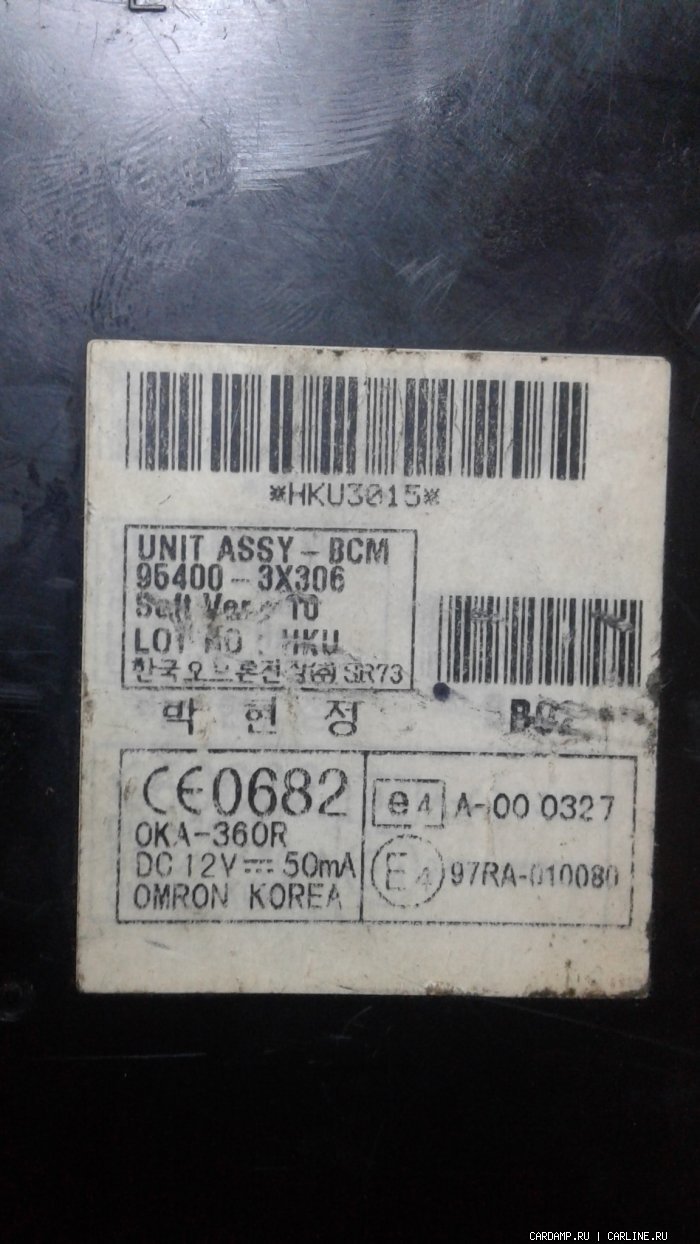 *HKU3015*
UNIT ASSY-BCM
95400-3X306
Soft Ver. : 10
LOT NO : HKU
한국오므론전장(주) SR73
박 현 정
CE0682
OKA-360R
DC 12V 50mA
OMRON KOREA
e4 A-00 0327
E4 97RA-010080
CARDAMP.RU | CARLINE.RU